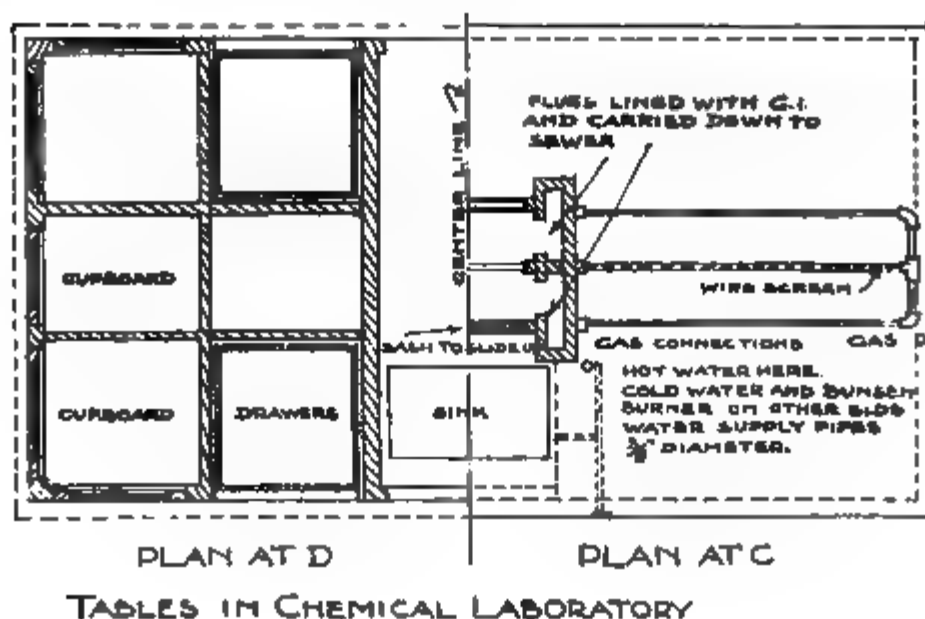 FLUES LINED WITH G.I.
AND CARRIED DOWN TO
SEWER
CENTER LINE
CUPBOARD
WIRE SCREEN
SASH TO SLIDE U
GAS CONNECTIONS
GAS
CUPBOARD
DRAWERS
SINK
GAS
HOT WATER HERE.
COLD WATER AND BUNSEN
BURNER ON OTHER SIDE
WATER SUPPLY PIPES
DIAMETER.
PLAN AT D
PLAN AT C
TABLES IN CHEMICAL LABORATORY